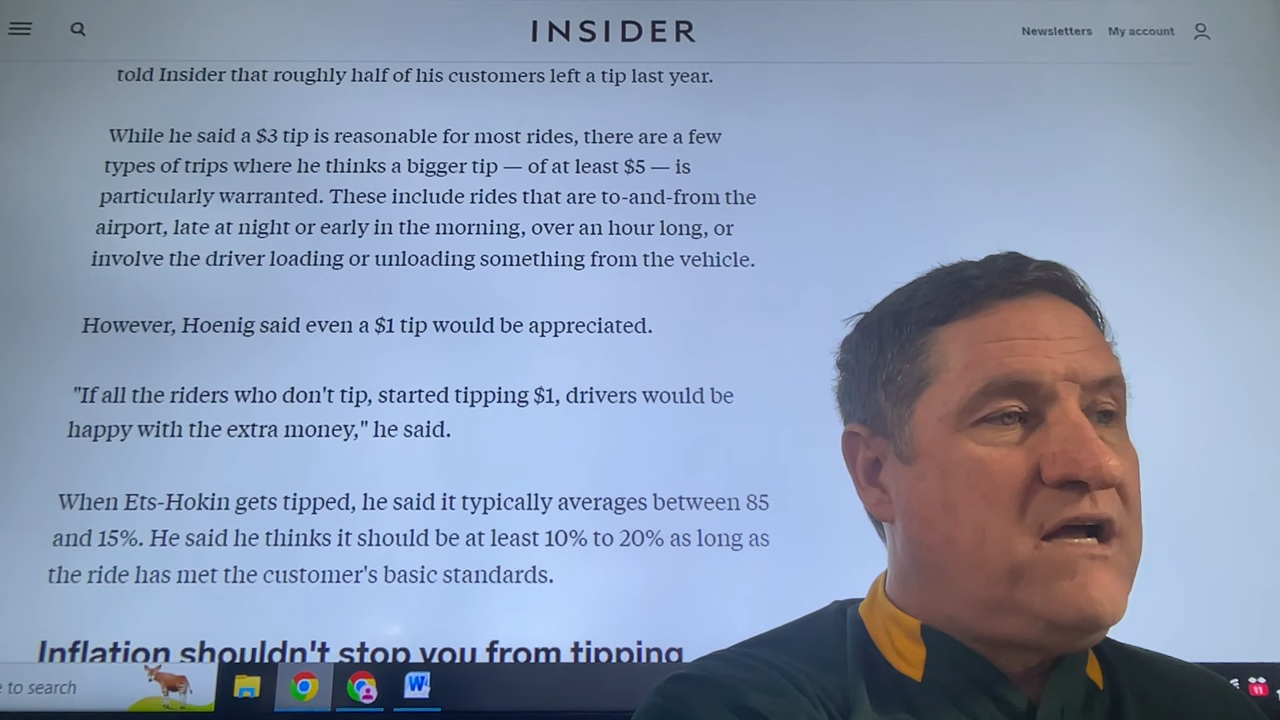 INSIDER
Newsletters My account
told Insider that roughly half of his customers left a tip last year.
While he said a $3 tip is reasonable for most rides, there are a few
types of trips where he thinks a bigger tip — of at least $5 — is
particularly warranted. These include rides that are to-and-from the
airport, late at night or early in the morning, over an hour long, or
involve the driver loading or unloading something from the vehicle.
However, Hoenig said even a $1 tip would be appreciated.
"If all the riders who don't tip, started tipping $1, drivers would be
happy with the extra money," he said.
When Ets-Hokin gets tipped, he said it typically averages between 85
and 15%. He said he thinks it should be at least 10% to 20% as long as
the ride has met the customer's basic standards.
Inflation shouldn't stop you from tipping
e to search
W